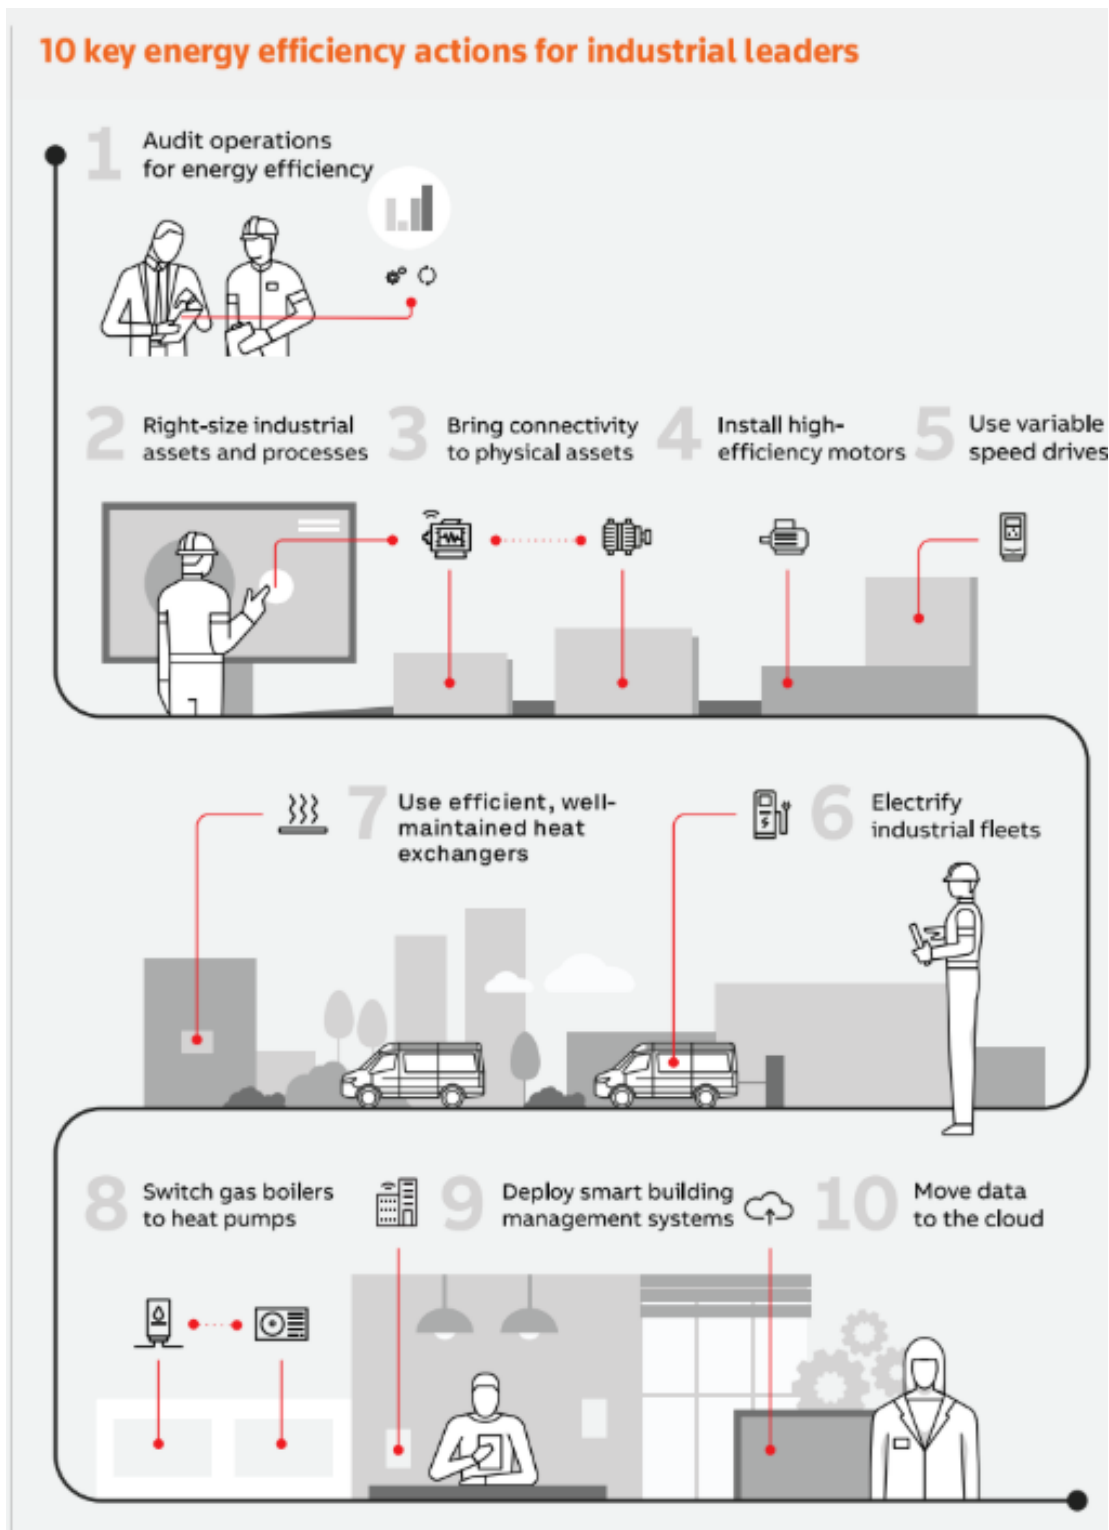 10 key energy efficiency actions for industrial leaders
1
Audit operations
for energy efficiency
2
Right-size industrial
assets and processes
3
Bring connectivity
to physical assets
4
Install high-
efficiency motors
5
Use variable
speed drives
6
Electrify
industrial fleets
7
Use efficient, well-
maintained heat
exchangers
8
Switch gas boilers
to heat pumps
9
Deploy smart building
management systems
10
Move data
to the cloud